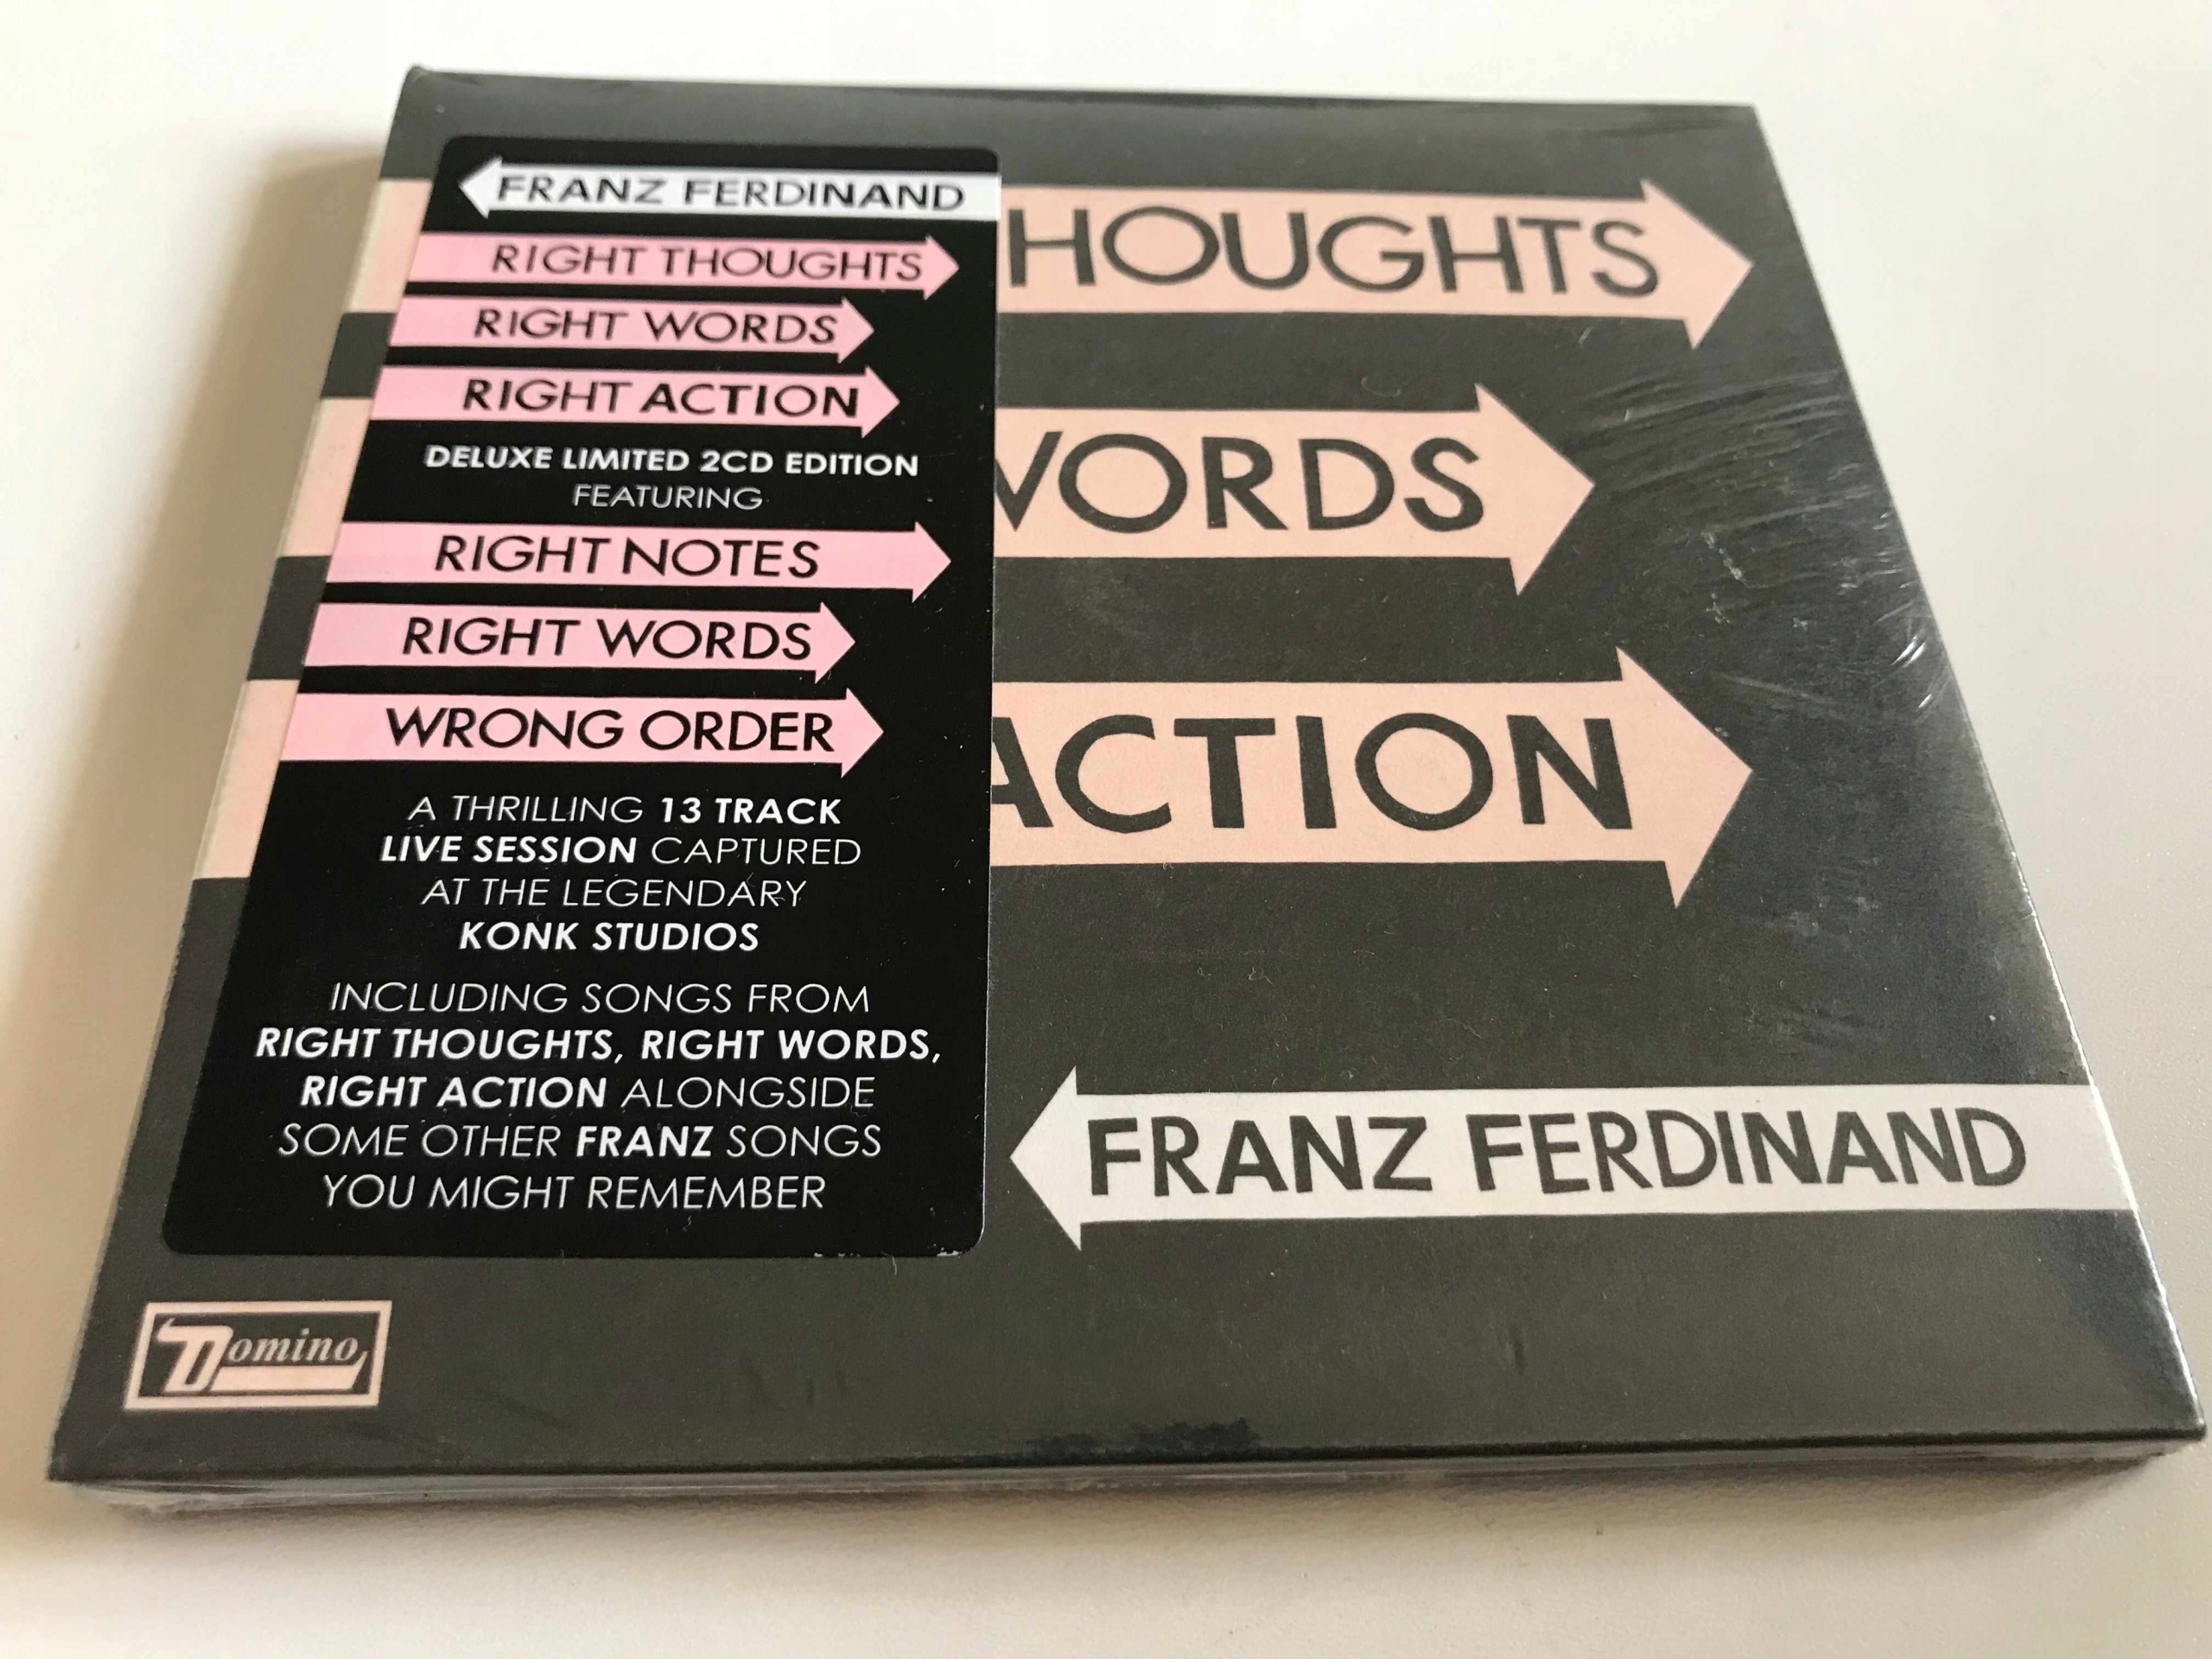 FRANZ FERDINAND
RIGHT THOUGHTS
RIGHT WORDS
RIGHT ACTION
DELUXE LIMITED 2CD EDITION
FEATURING
RIGHT NOTES
RIGHT WORDS
WRONG ORDER
A THRILLING 13 TRACK
LIVE SESSION CAPTURED
AT THE LEGENDARY
KONK STUDIOS
INCLUDING SONGS FROM
RIGHT THOUGHTS, RIGHT WORDS,
RIGHT ACTION ALONGSIDE
SOME OTHER FRANZ SONGS
YOU MIGHT REMEMBER
HOUGHTS
WORDS
ACTION
FRANZ FERDINAND
Domino